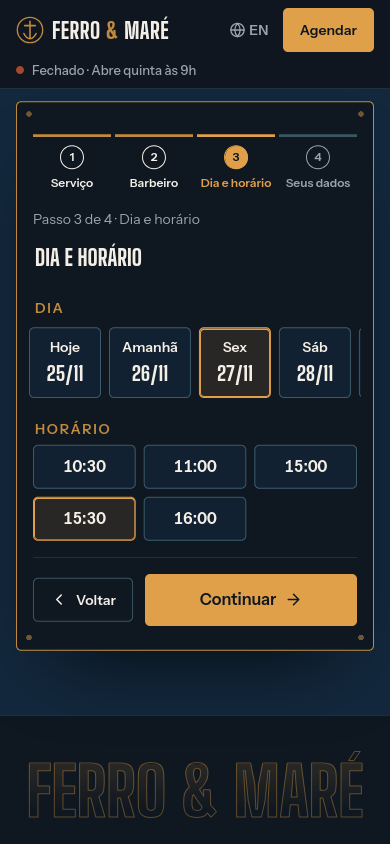 FERRO & MARÉ
EN
Agendar
Fechado · Abre quinta às 9h
1
2
3
4
Serviço
Barbeiro
Dia e horário
Seus dados
Passo 3 de 4 · Dia e horário
DIA E HORÁRIO
DIA
Hoje
25/11
Amanhã
26/11
Sex
27/11
Sáb
28/11
HORÁRIO
10:30
11:00
15:00
15:30
16:00
Voltar
Continuar
FERRO & MARÉ